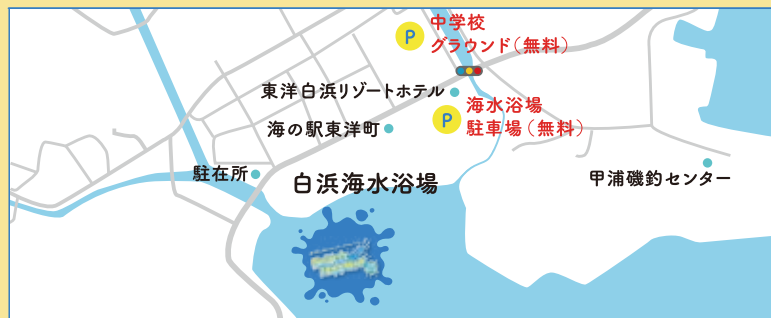 P
中学校
グラウンド（無料）
東洋白浜リゾートホテル
P
海水浴場
駐車場（無料）
海の駅東洋町
駐在所
白浜海水浴場
甲浦磯釣センター